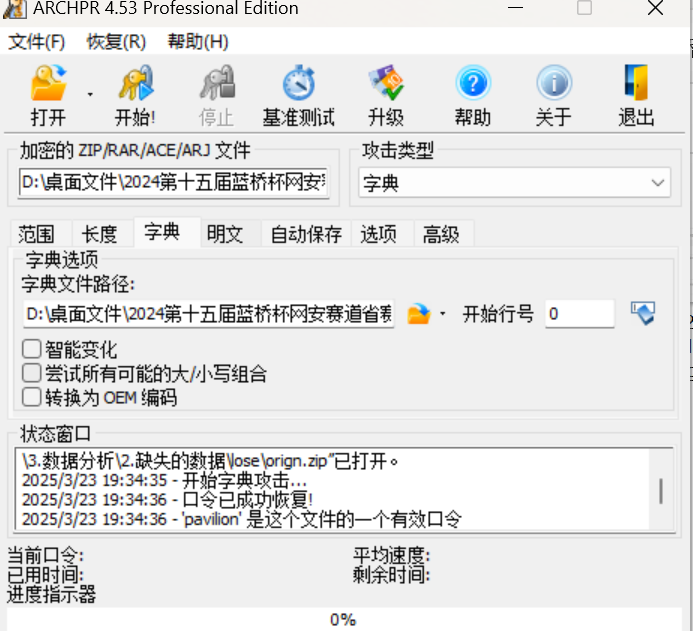 ARCHPR 4.53 Professional Edition
文件(F) 恢复(R) 帮助(H)
打开 开始! 停止 基准测试 升级 帮助 关于 退出
加密的 ZIP/RAR/ACE/ARJ 文件 攻击类型
D:\桌面文件\2024第十五届蓝桥杯网安 字典
范围 长度 字典 明文 自动保存 选项 高级
字典选项
字典文件路径:
D:\桌面文件\2024第十五届蓝桥杯网安赛道省赛 开始行号 0
智能变化
尝试所有可能的大/小写组合
转换为 OEM 编码
状态窗口
\3.数据分析\2.缺失的数据\lose\orign.zip"已打开。
2025/3/23 19:34:35 - 开始字典攻击...
2025/3/23 19:34:36 - 口令已成功恢复!
2025/3/23 19:34:36 - 'pavilion' 是这个文件的一个有效口令
当前口令: 平均速度:
已用时间: 剩余时间:
进度指示器
0%